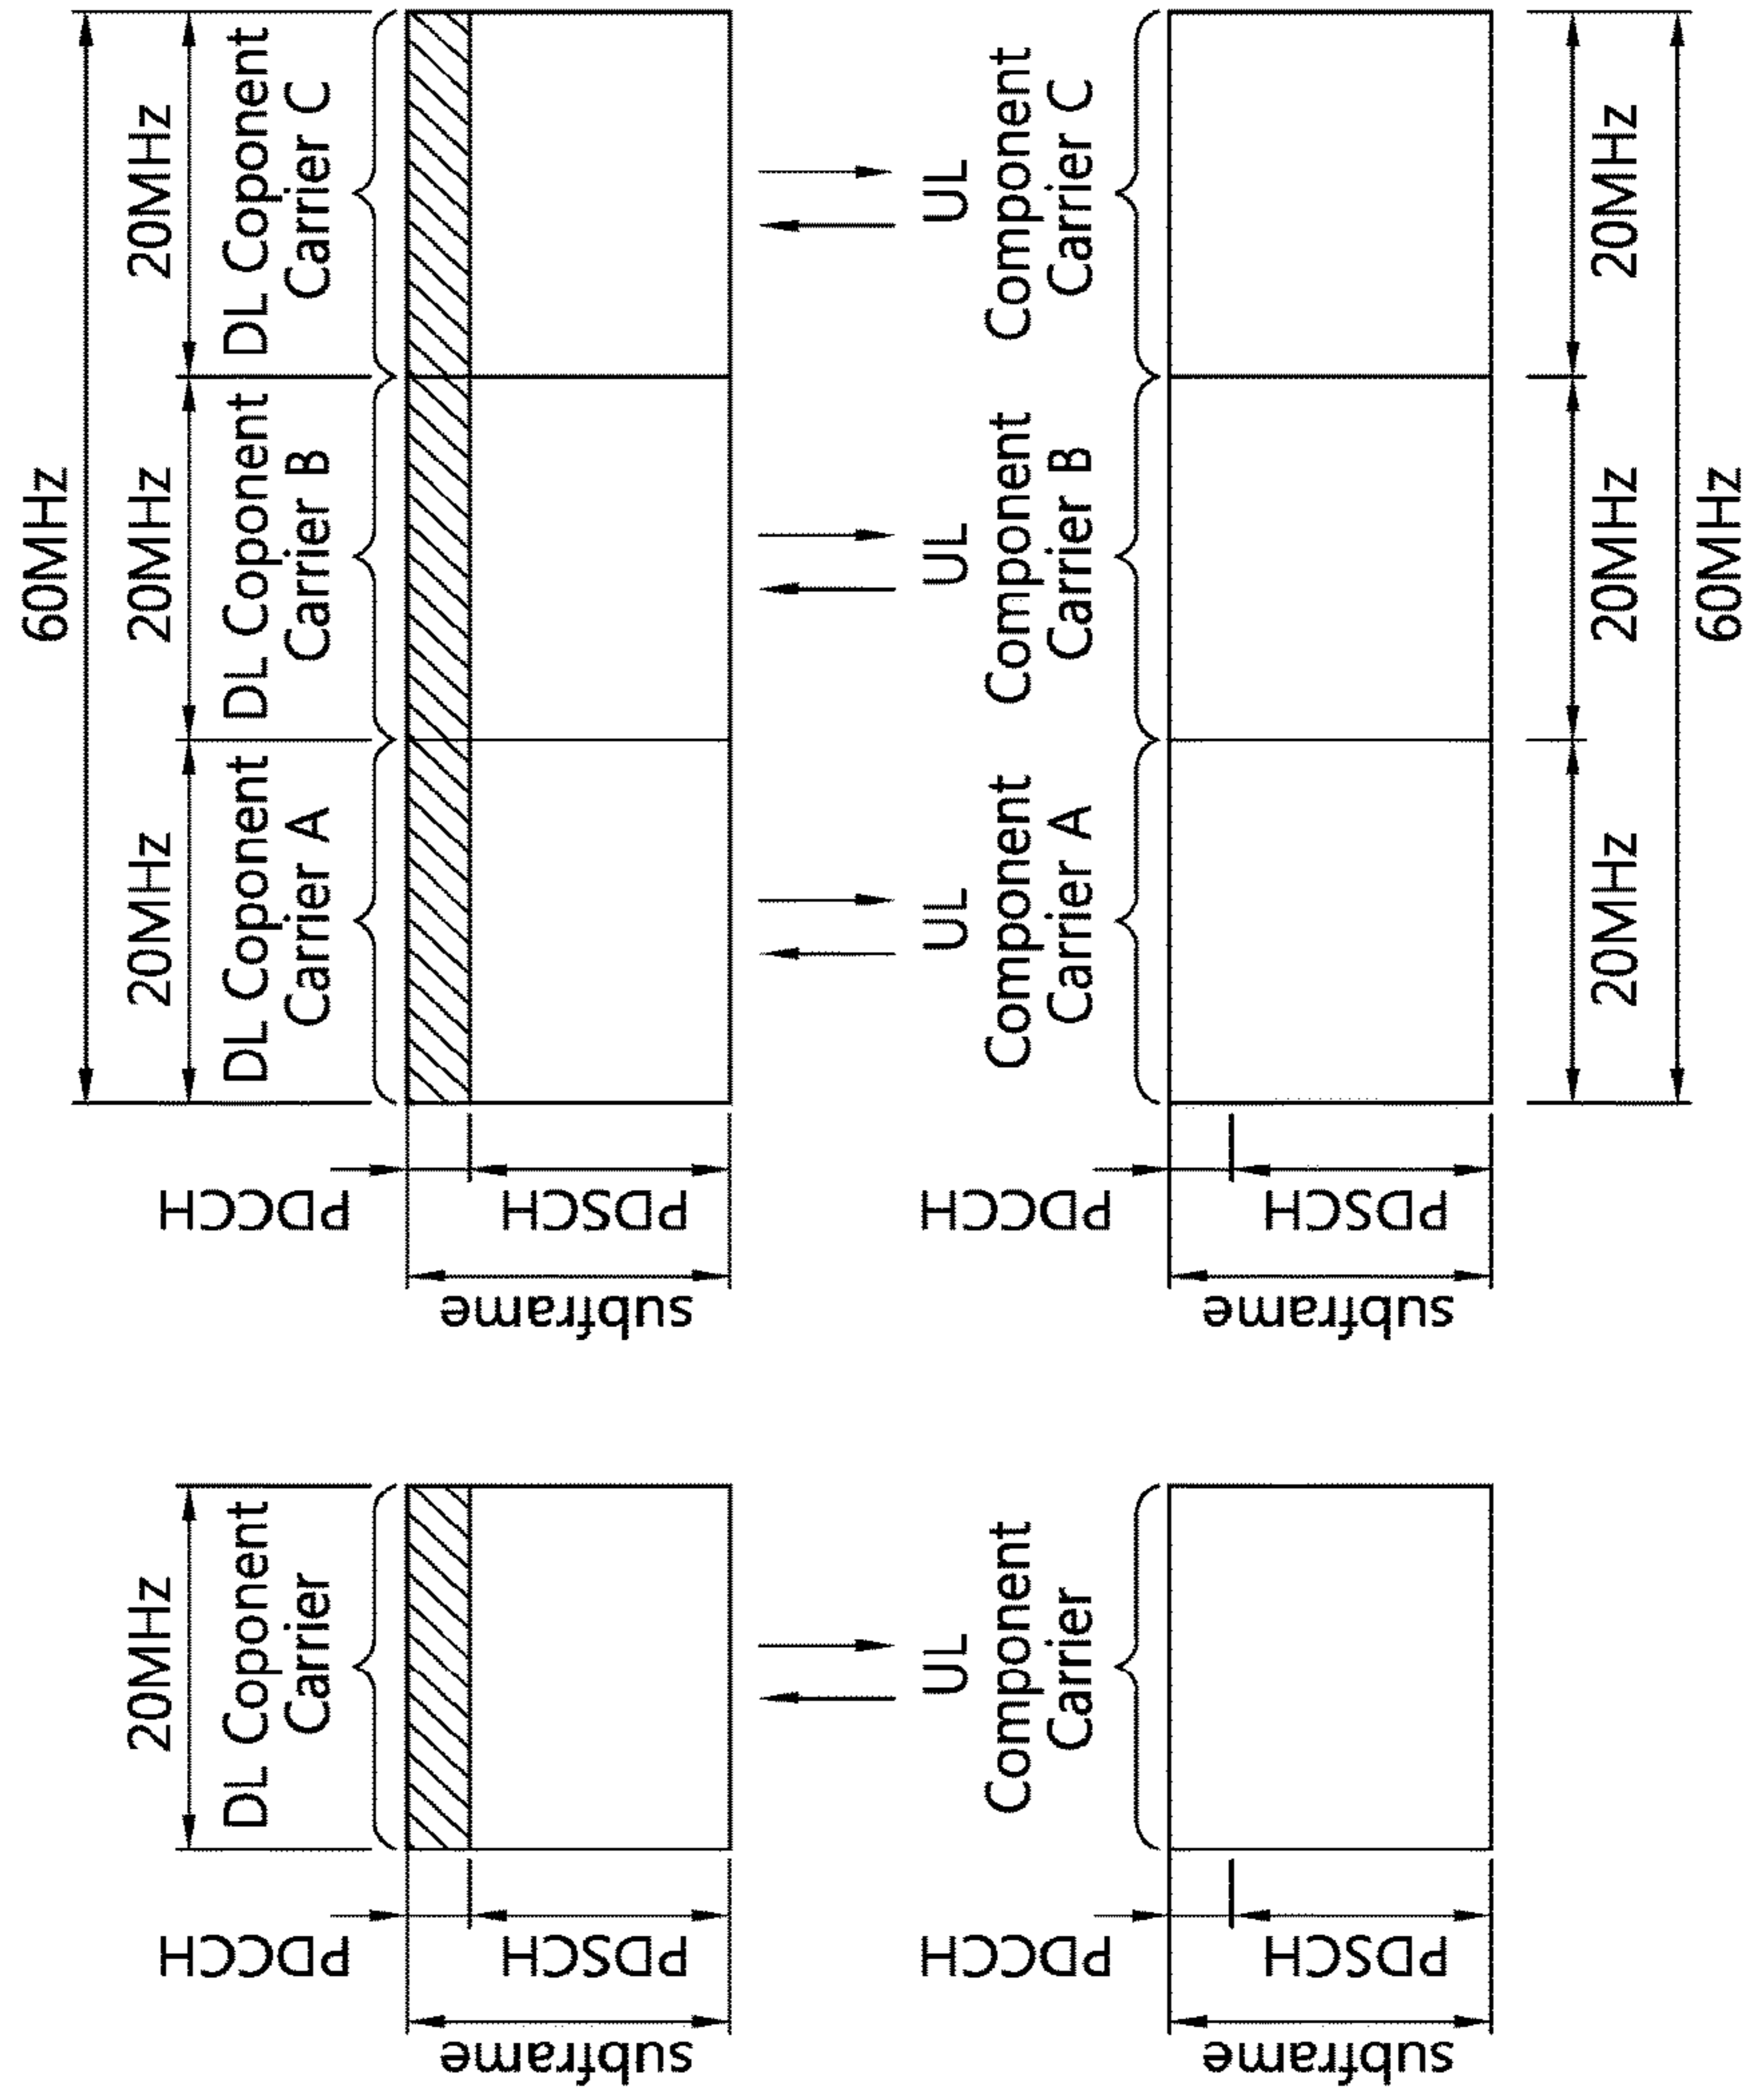 20MHz
DL Coponent
Carrier
PDCCH
PDSCH
subframe
UL
Component
Carrier
PDCCH
PDSCH
subframe
60MHz
20MHz
20MHz
20MHz
DL Coponent
Carrier A
DL Coponent
Carrier B
DL Coponent
Carrier C
PDCCH
PDSCH
subframe
UL
Component
Carrier A
UL
Component
Carrier B
UL
Component
Carrier C
PDCCH
PDSCH
subframe
20MHz
20MHz
20MHz
60MHz